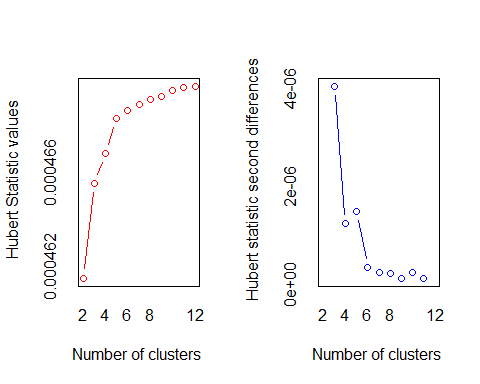 Hubert Statistic values
0.000466
0.000462
2 4 6 8 12
Number of clusters
Hubert statistic second differences
4e-06
2e-06
0e+00
2 4 6 8 12
Number of clusters